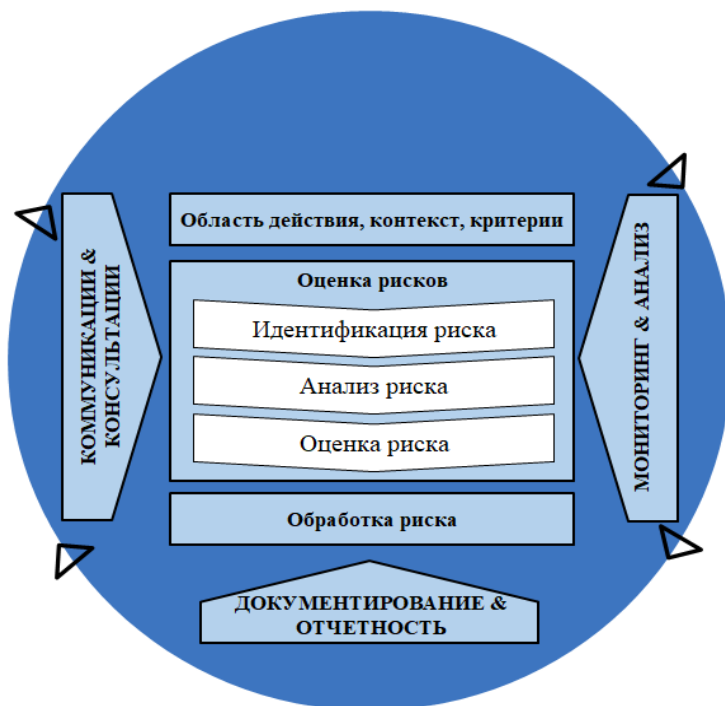 Область действия, контекст, критерии
Оценка рисков
Идентификация риска
Анализ риска
Оценка риска
Обработка риска
КОММУНИКАЦИИ &
КОНСУЛЬТАЦИИ
МОНИТОРИНГ & АНАЛИЗ
ДОКУМЕНТИРОВАНИЕ &
ОТЧЕТНОСТЬ